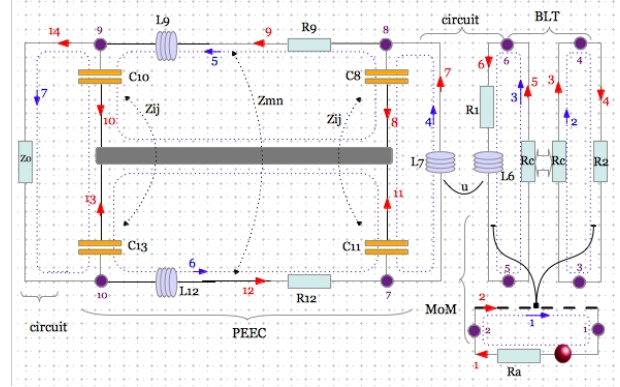 circuit
BLT
L9
R9
14
9
9
8
6
3
4
5
7
6
5
3
4
7
C10
C8
Zij
Zmn
Zij
4
3
2
R1
10
8
Zo
L7
Rc
Rc
R2
u
L6
13
11
C13
C11
6
5
3
10
L12
12
R12
7
MoM
2
1
circuit
PEEC
2
1
1
Ra